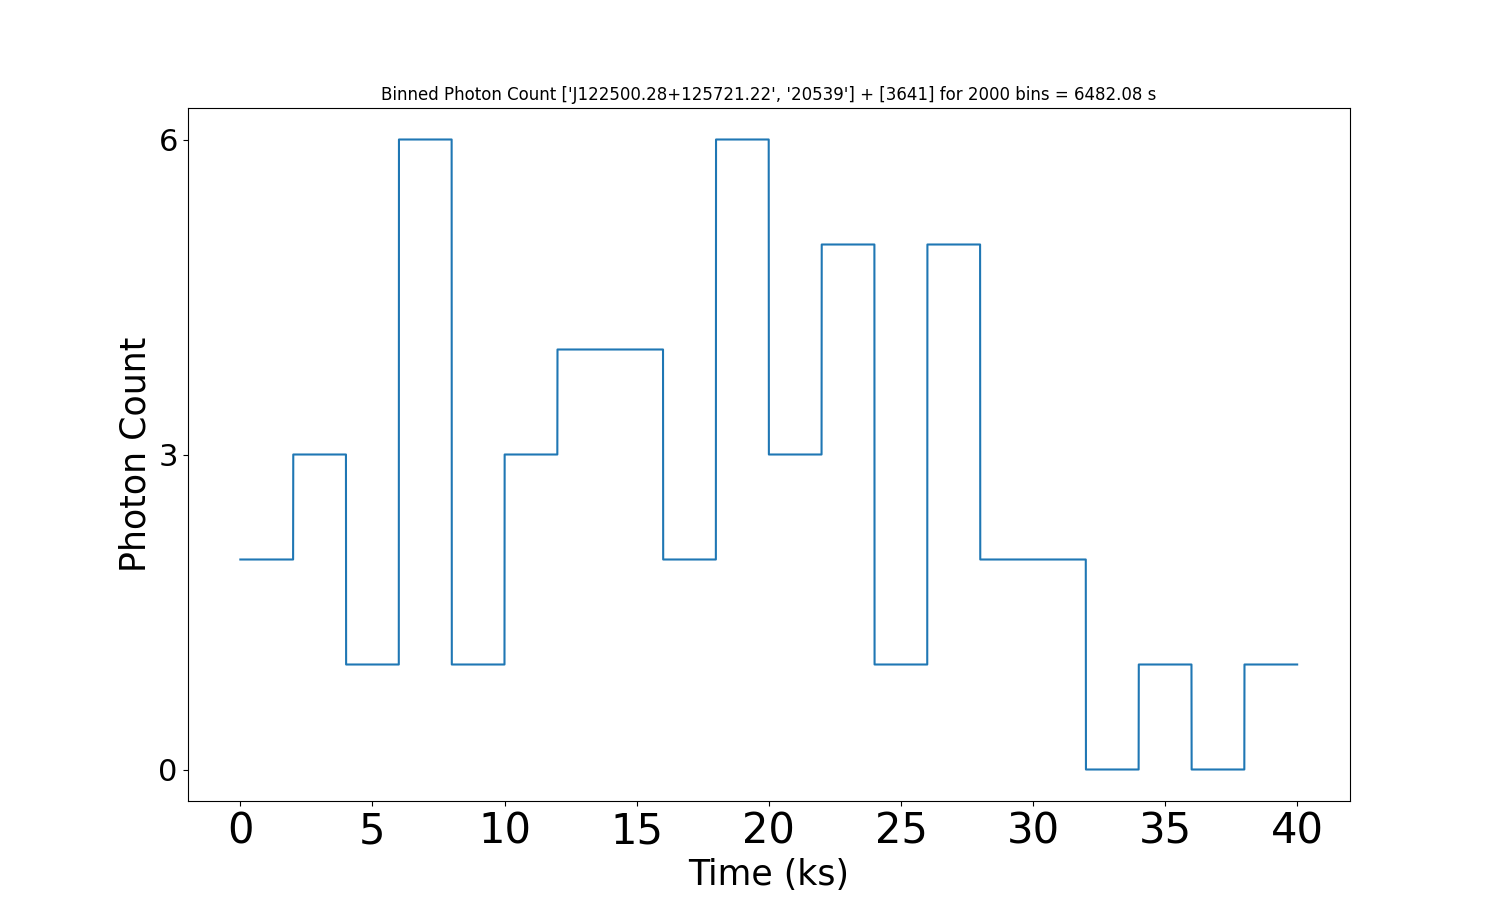 Binned Photon Count ['J122500.28+125721.22', '20539'] + [3641] for 2000 bins = 6482.08 s
6
3
0
Photon Count
0 5 10 15 20 25 30 35 40
Time (ks)